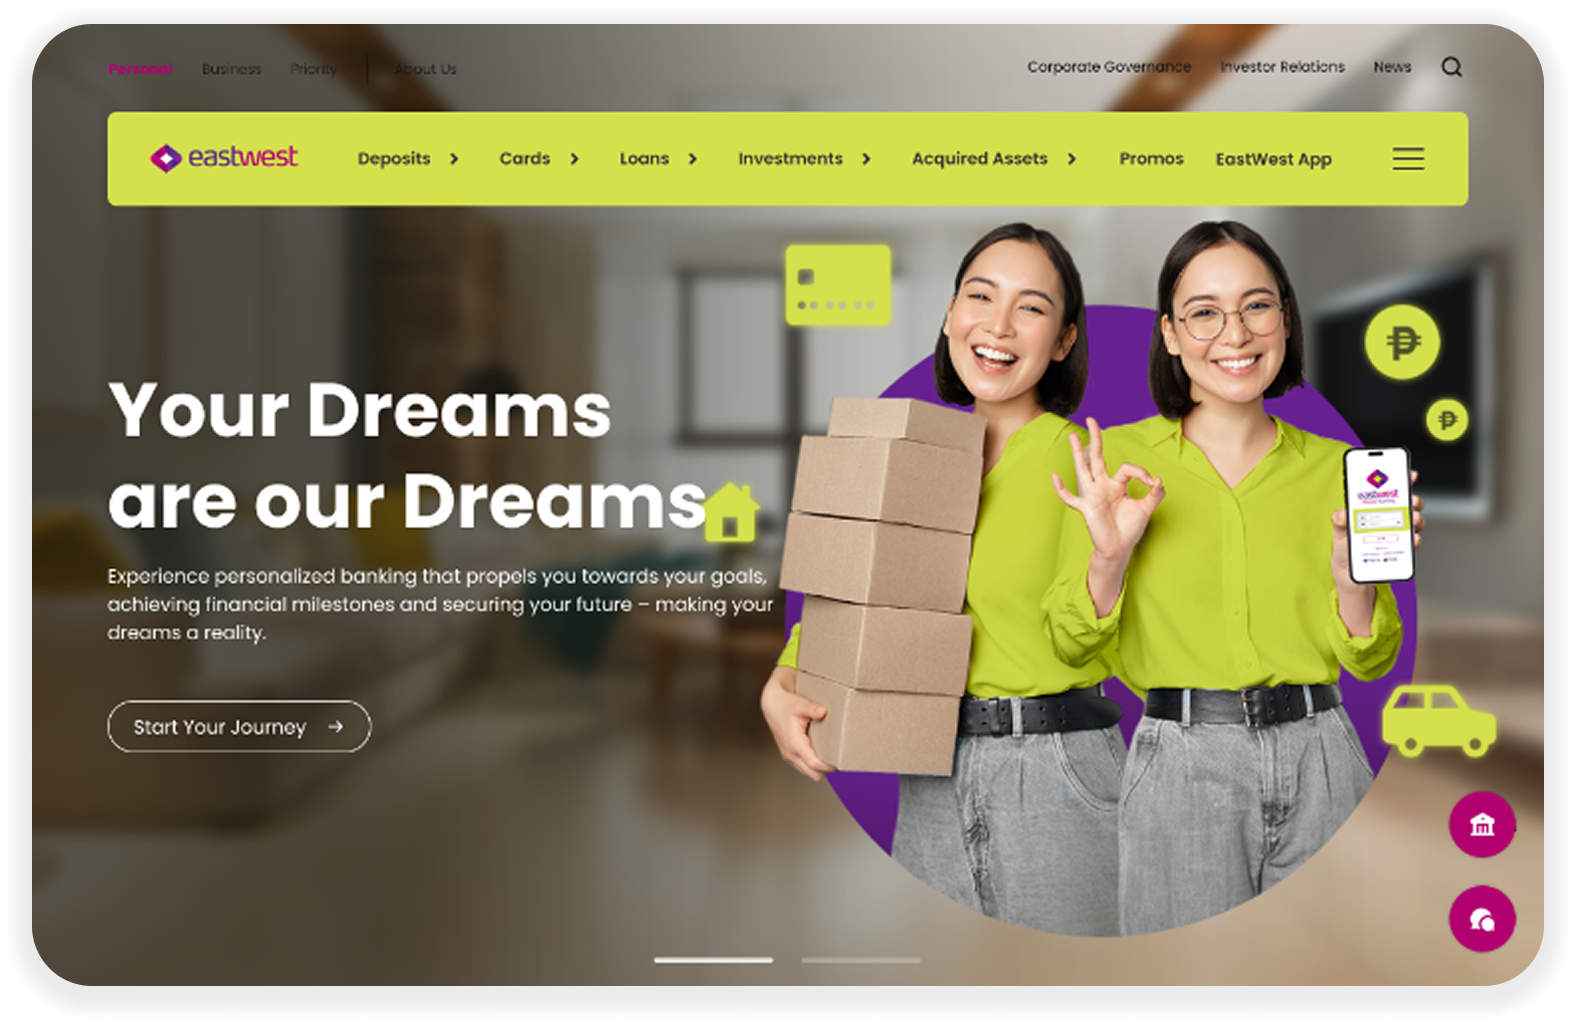 Personal Business Priority About Us
Corporate Governance Investor Relations News
eastwest Deposits Cards Loans Investments Acquired Assets Promos EastWest App
Your Dreams
are our Dreams
Experience personalized banking that propels you towards your goals,
achieving financial milestones and securing your future – making your
dreams a reality.
Start Your Journey
eastwest